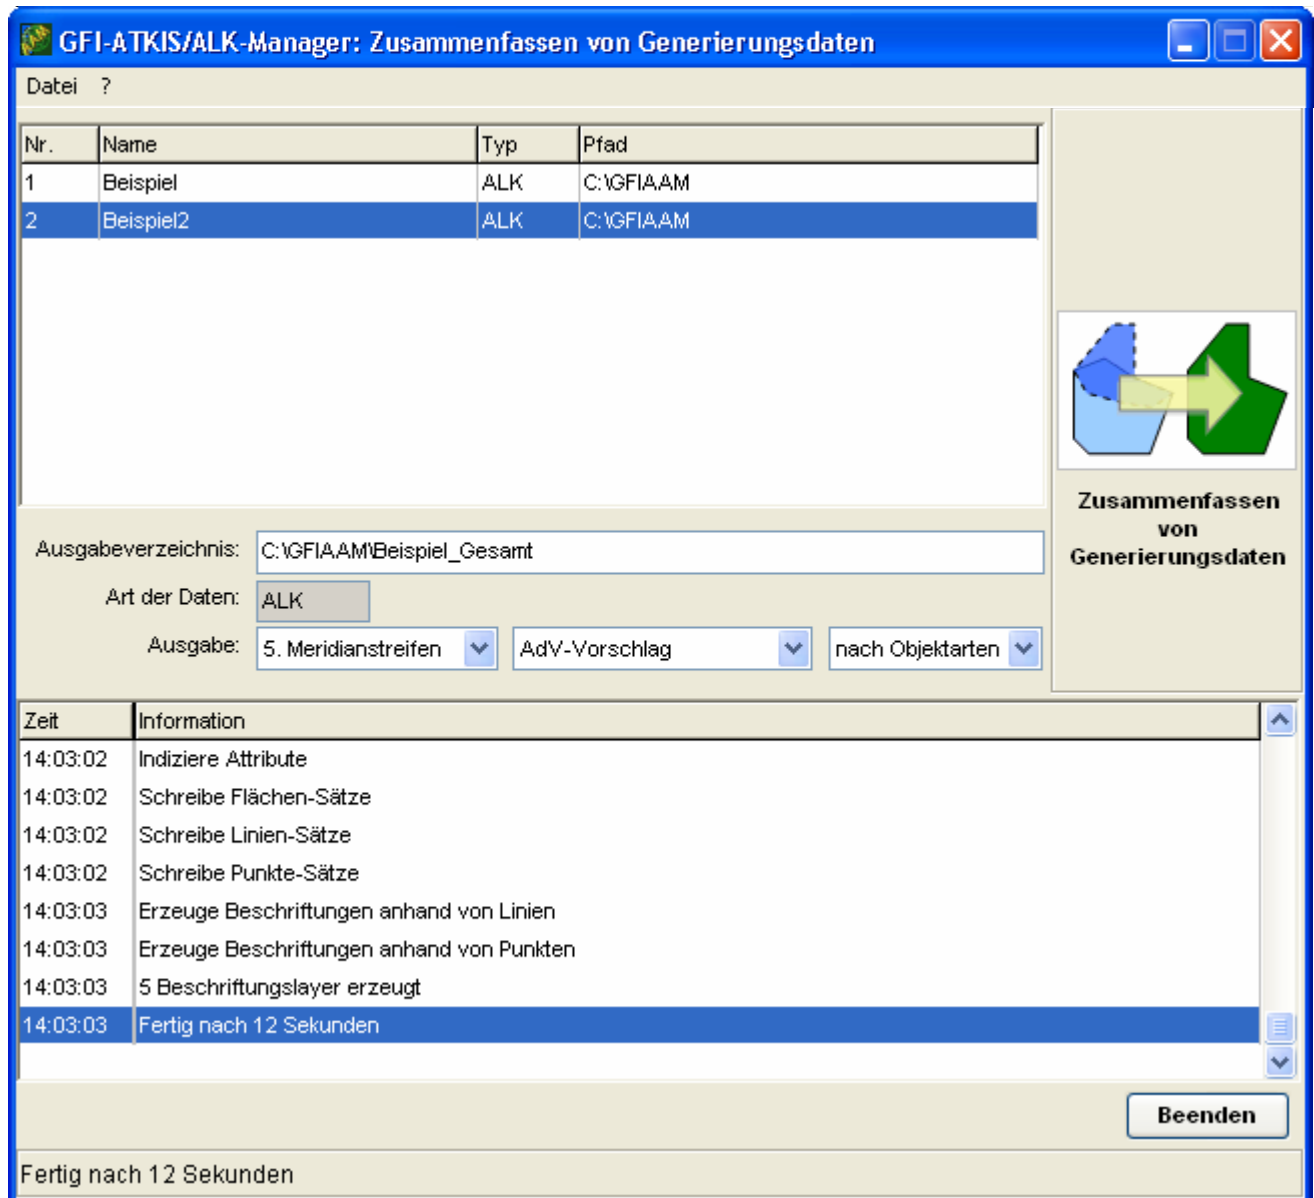 GFI-ATKIS/ALK-Manager: Zusammenfassen von Generierungsdaten
Datei ?
Nr. Name Typ Pfad
1 Beispiel ALK C:\GFIAAM
2 Beispiel2 ALK C:\GFIAAM
Zusammenfassen
von
Generierungsdaten
Ausgabeverzeichnis: C:\GFIAAM\Beispiel_Gesamt
Art der Daten: ALK
Ausgabe: 5. Meridianstreifen AdV-Vorschlag nach Objektarten
Zeit Information
14:03:02 Indiziere Attribute
14:03:02 Schreibe Flächen-Sätze
14:03:02 Schreibe Linien-Sätze
14:03:02 Schreibe Punkte-Sätze
14:03:03 Erzeuge Beschriftungen anhand von Linien
14:03:03 Erzeuge Beschriftungen anhand von Punkten
14:03:03 5 Beschriftungslayer erzeugt
14:03:03 Fertig nach 12 Sekunden
Beenden
Fertig nach 12 Sekunden